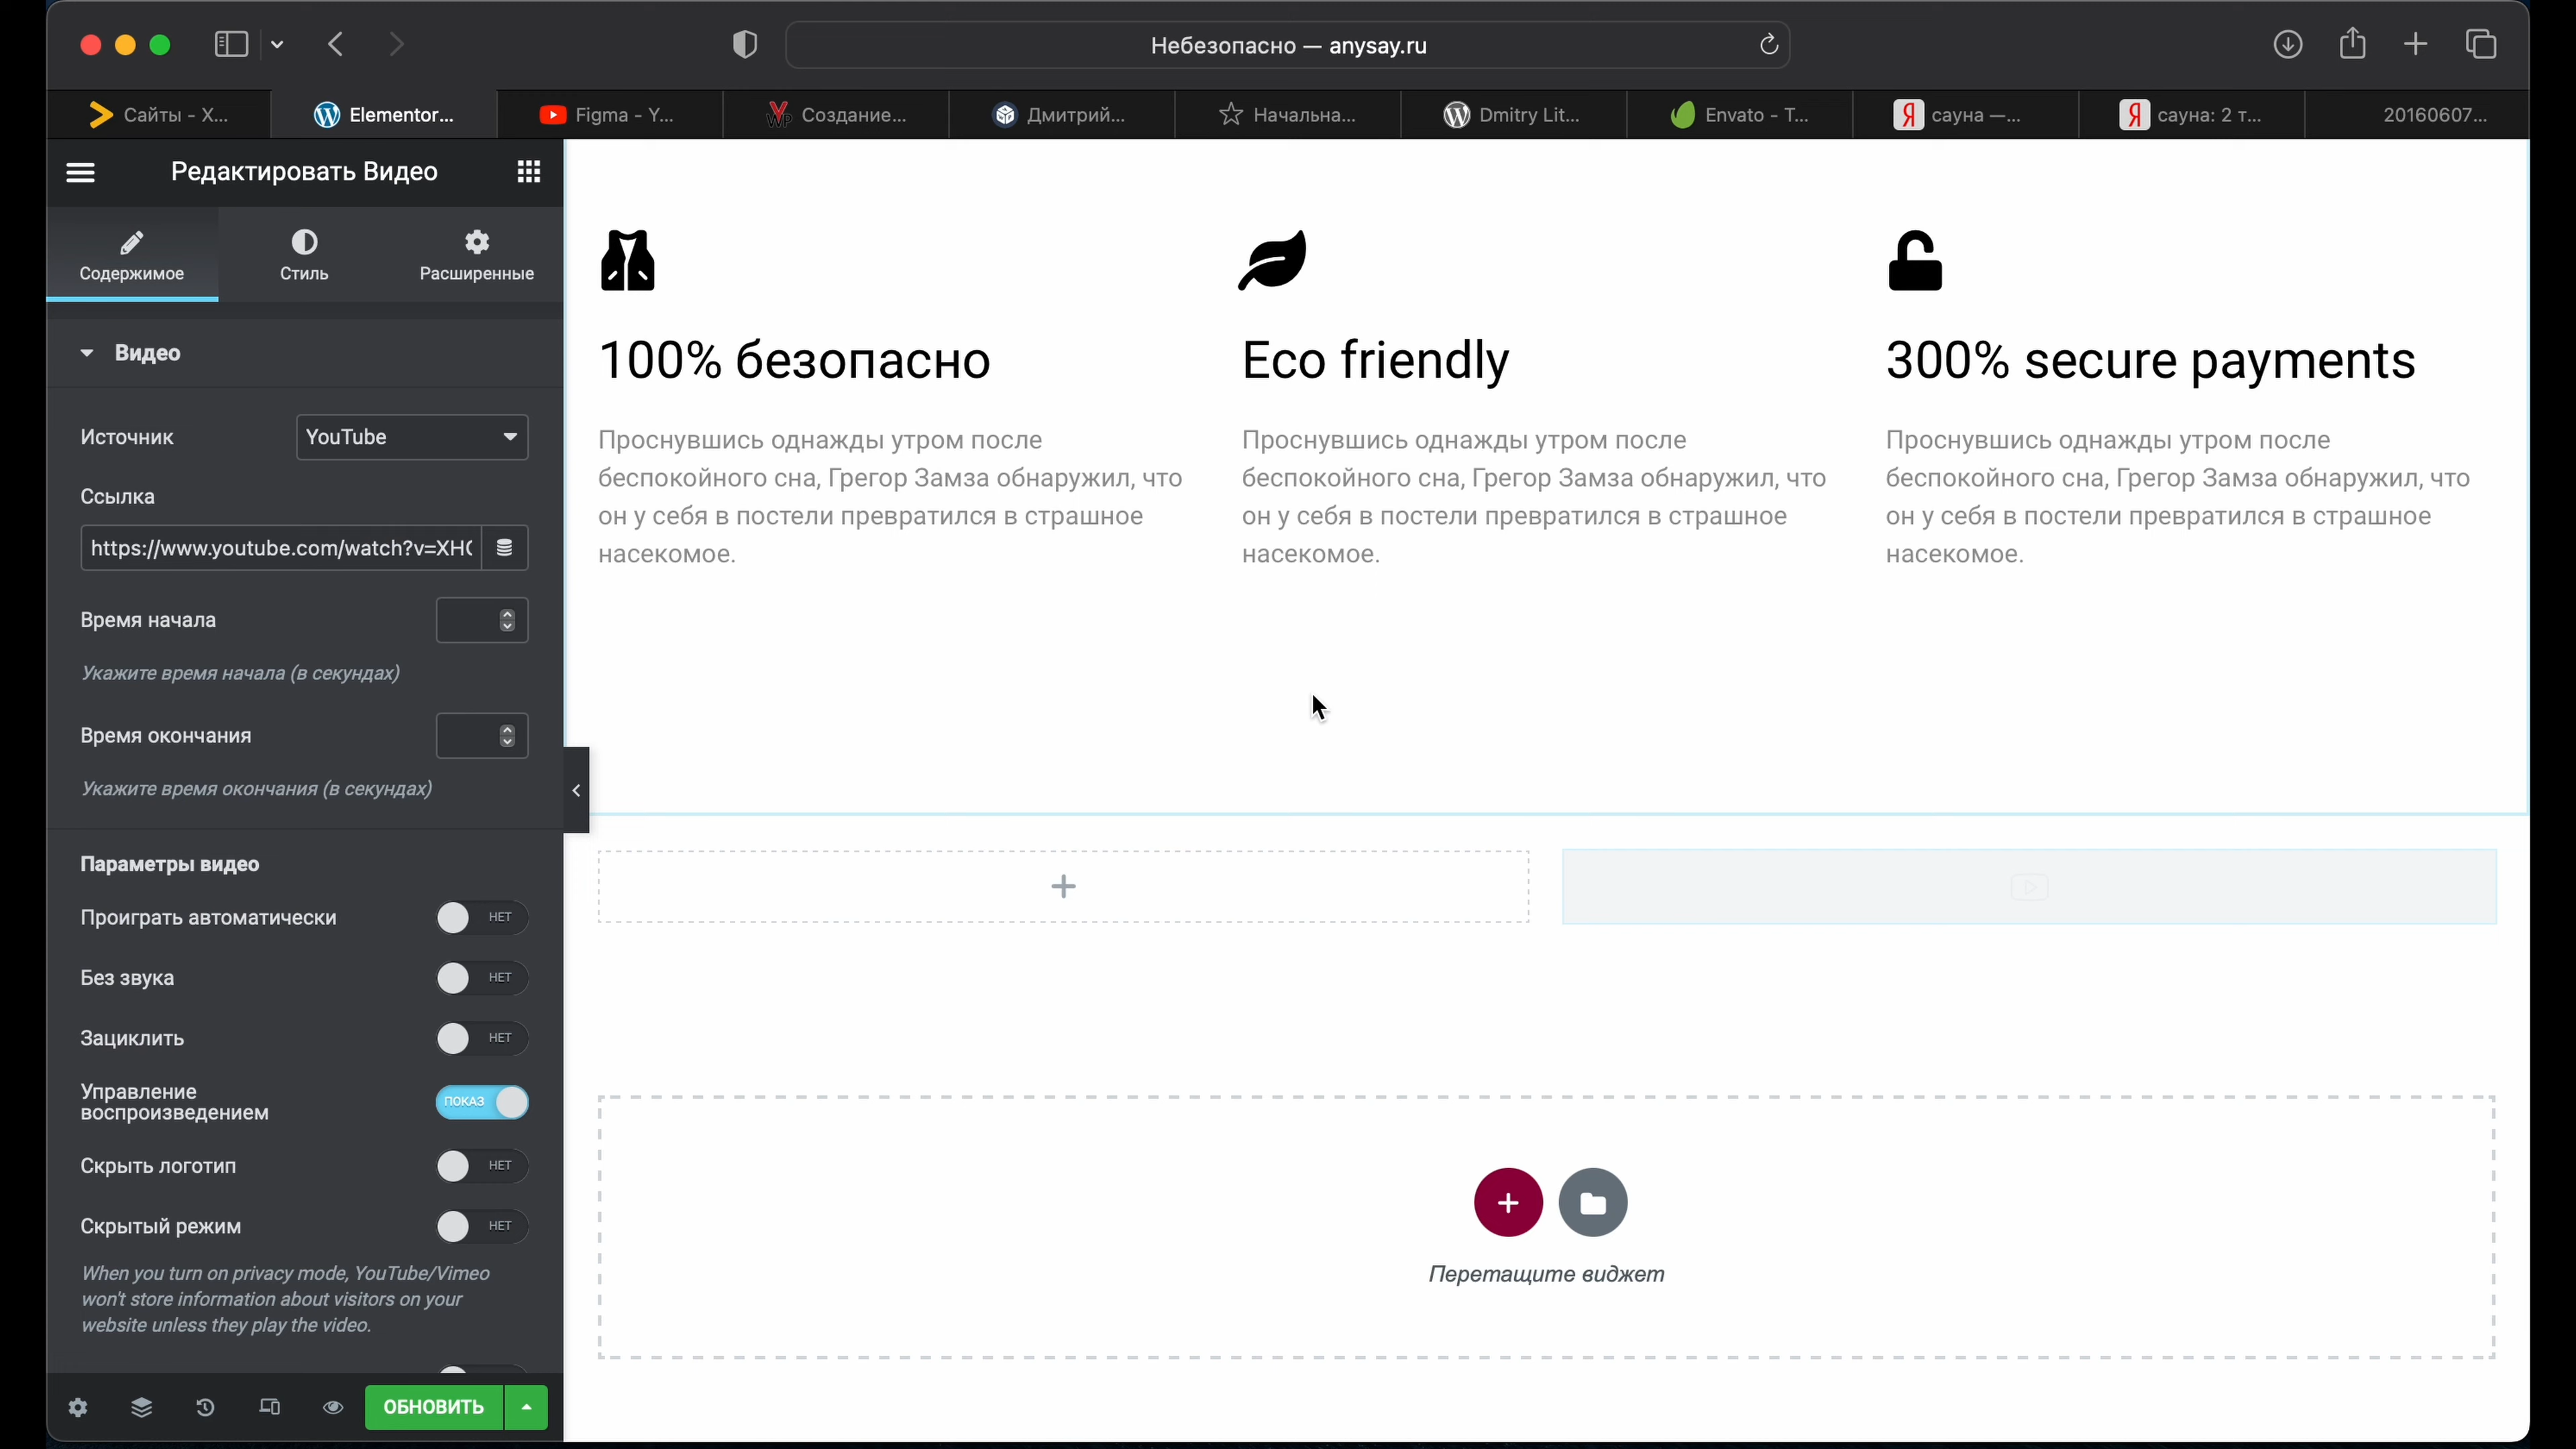 Небезопасно — anysay.ru
Сайты - X...
Elementor...
Figma - Y...
Создание...
Дмитрий...
Начальна...
Dmitry Lit...
Envato - T...
сауна —...
сауна: 2 т...
20160607...
Редактировать Видео
Содержимое
Стиль
Расширенные
Видео
Источник
YouTube
Ссылка
https://www.youtube.com/watch?v=XH
Время начала
Укажите время начала (в секундах)
Время окончания
Укажите время окончания (в секундах)
Параметры видео
Проиграть автоматически
НЕТ
Без звука
НЕТ
Зациклить
НЕТ
Управление
воспроизведением
ПОКАЗ
Скрыть логотип
НЕТ
Скрытый режим
НЕТ
When you turn on privacy mode, YouTube/Vimeo
won't store information about visitors on your
website unless they play the video.
ОБНОВИТЬ
100% безопасно
Проснувшись однажды утром после
беспокойного сна, Грегор Замза обнаружил, что
он у себя в постели превратился в страшное
насекомое.
Eco friendly
Проснувшись однажды утром после
беспокойного сна, Грегор Замза обнаружил, что
он у себя в постели превратился в страшное
насекомое.
300% secure payments
Проснувшись однажды утром после
беспокойного сна, Грегор Замза обнаружил, что
он у себя в постели превратился в страшное
насекомое.
Перетащите виджет